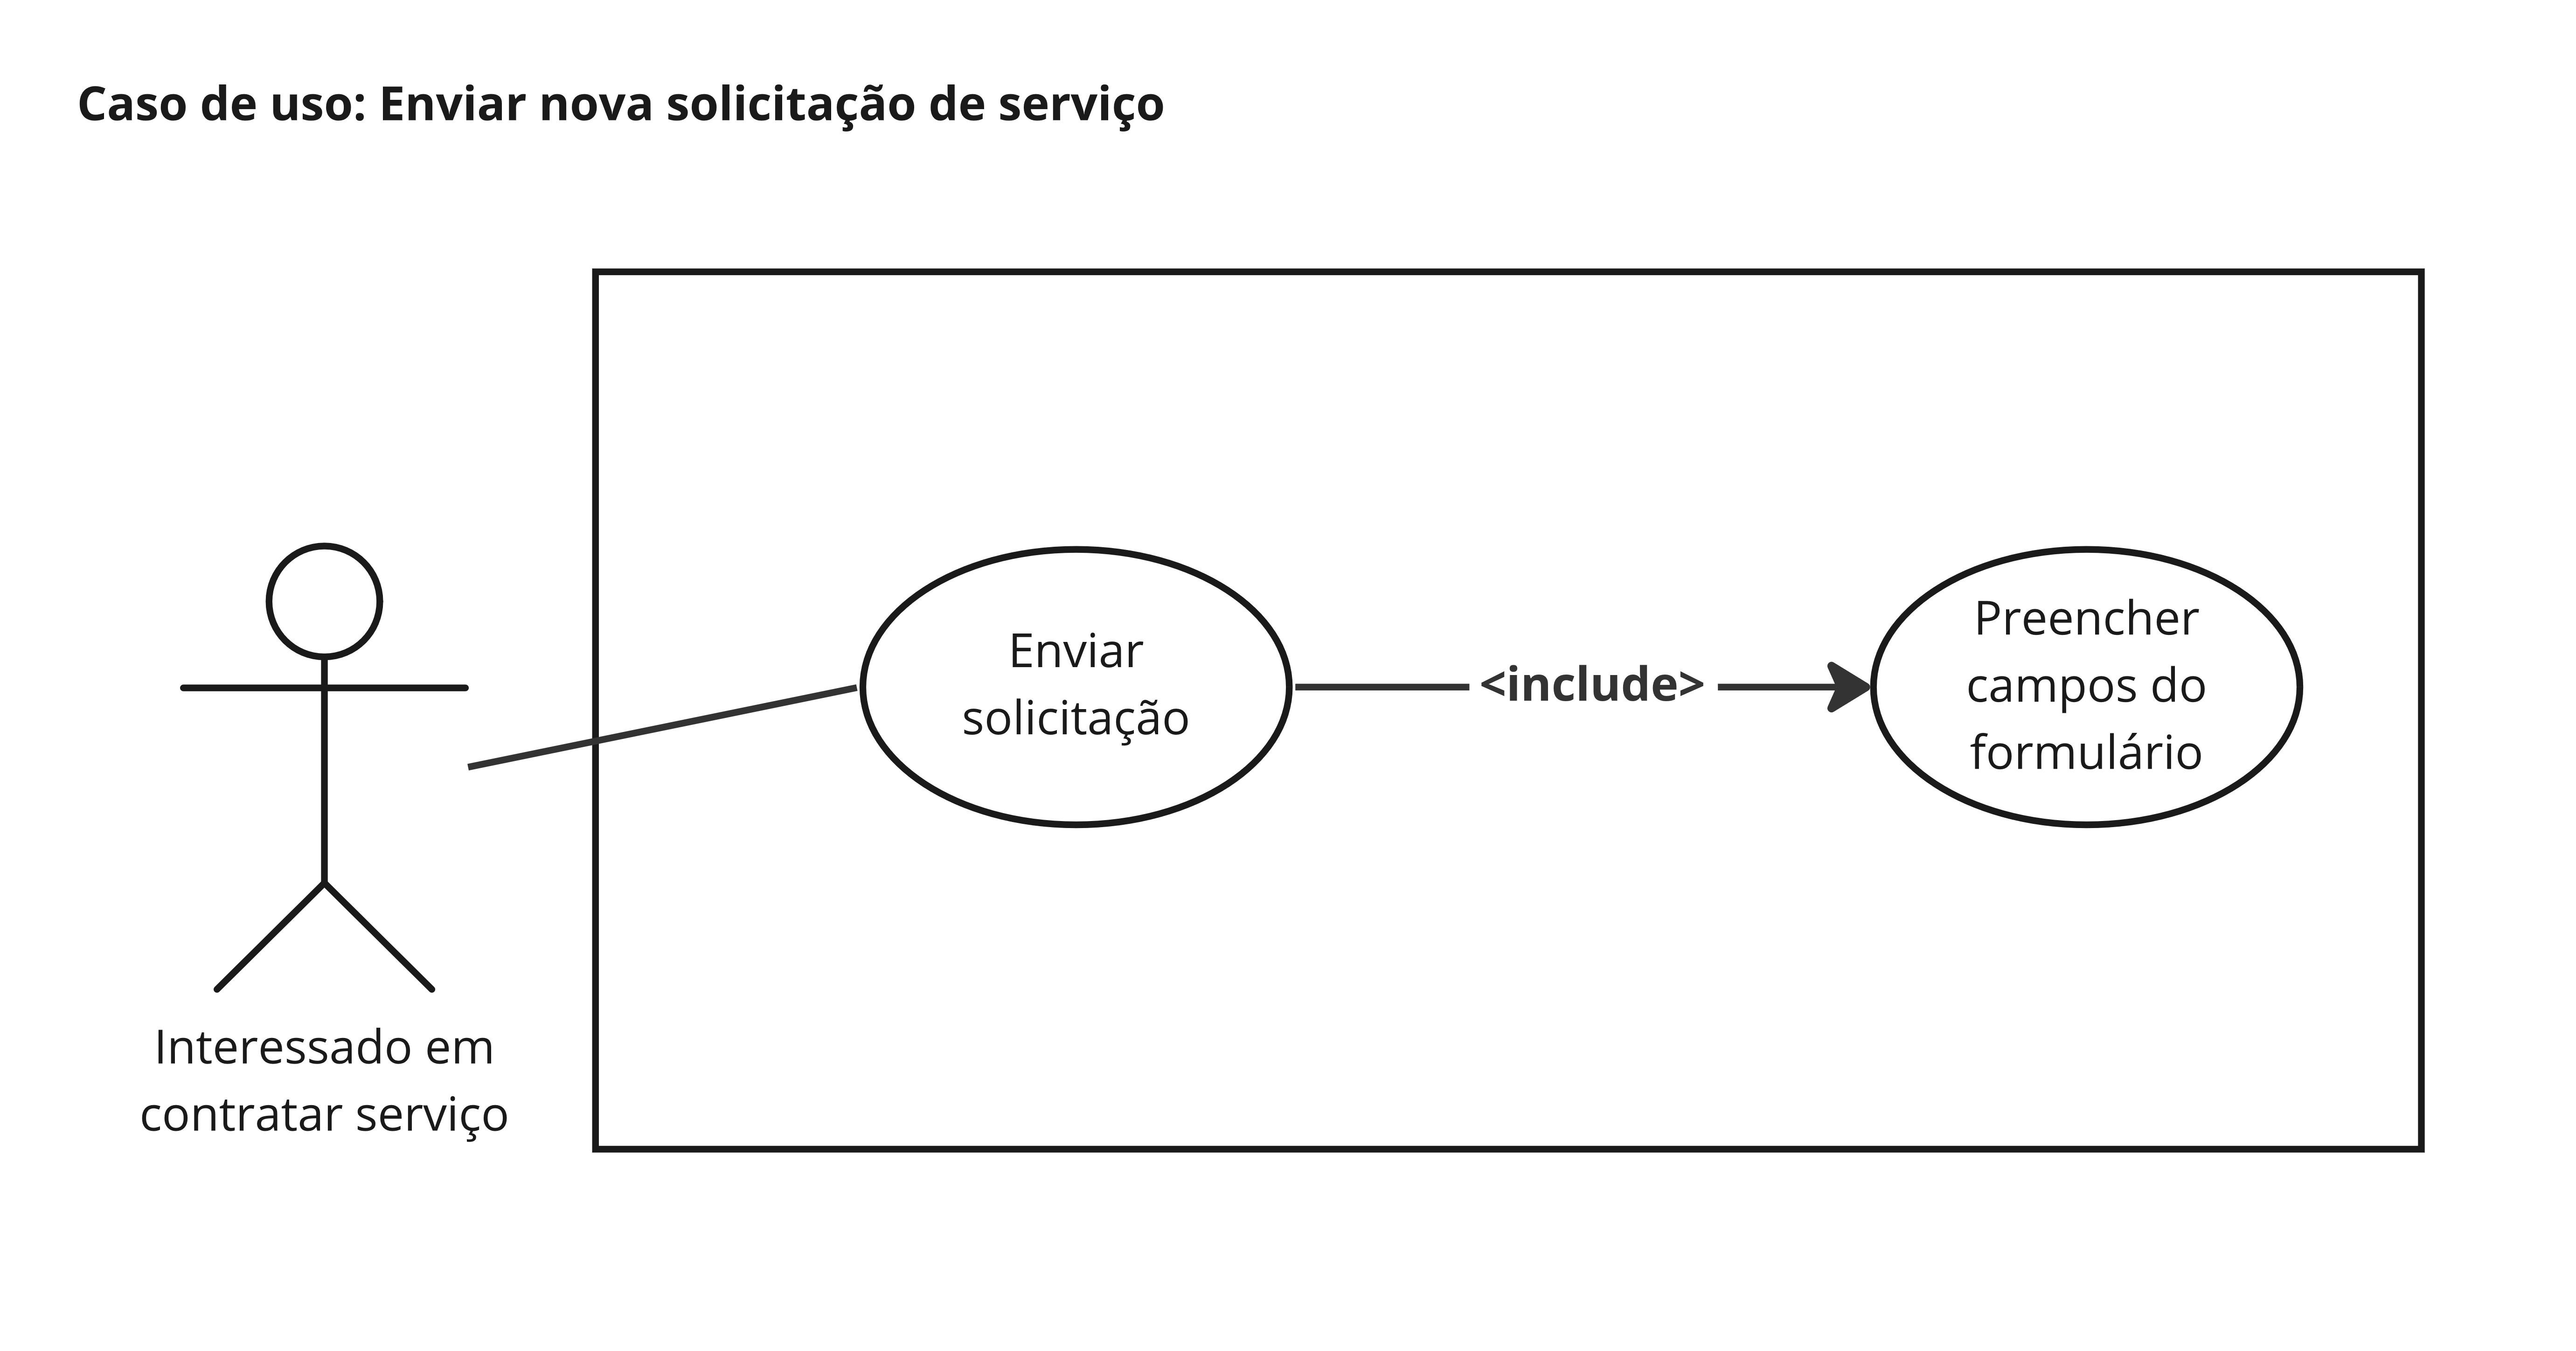 Caso de uso: Enviar nova solicitação de serviço
Enviar
solicitação
<include>
Preencher
campos do
formulário
Interessado em
contratar serviço